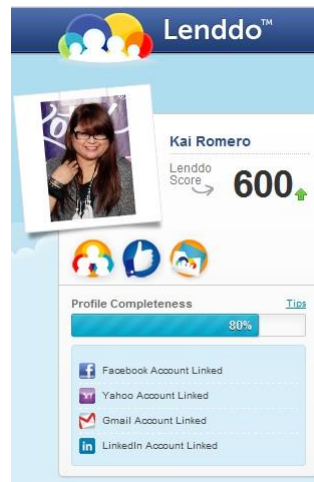 Lenddo™
Kai Romero
Lenddo
Score
600
Profile Completeness Tips
80%
Facebook Account Linked
Yahoo Account Linked
Gmail Account Linked
LinkedIn Account Linked